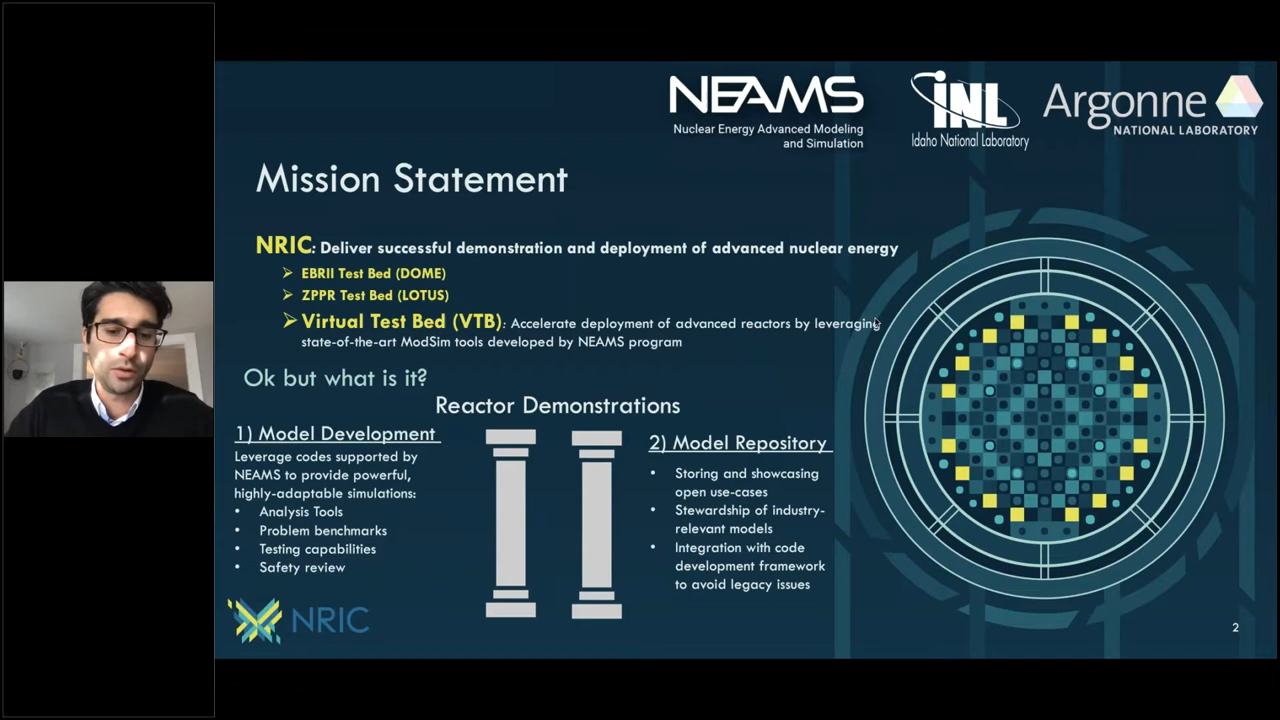 NEAMS
Nuclear Energy Advanced Modeling
and Simulation
INL
Idaho National Laboratory
Argonne
NATIONAL LABORATORY
Mission Statement
NRIC: Deliver successful demonstration and deployment of advanced nuclear energy
➢ EBRII Test Bed (DOME)
➢ ZPPR Test Bed (LOTUS)
➢ Virtual Test Bed (VTB): Accelerate deployment of advanced reactors by leveraging
state-of-the-art ModSim tools developed by NEAMS program
Ok but what is it?
Reactor Demonstrations
1) Model Development
Leverage codes supported by
NEAMS to provide powerful,
highly-adaptable simulations:
• Analysis Tools
• Problem benchmarks
• Testing capabilities
• Safety review
2) Model Repository
• Storing and showcasing
open use-cases
• Stewardship of industry-
relevant models
• Integration with code
development framework
to avoid legacy issues
NRIC
2